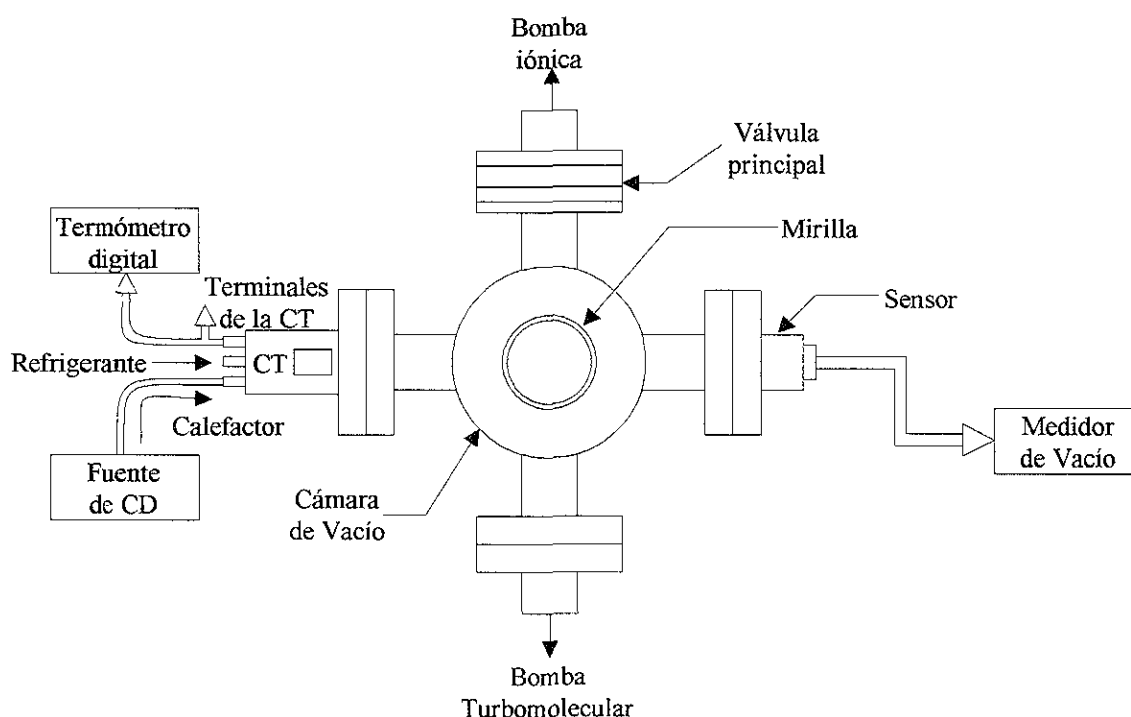 Bomba
iónica
Válvula
principal
Mirilla
Termómetro
digital
Terminales
de la CT
Sensor
Refrigerante
CT
Calefactor
Fuente
de CD
Cámara
de Vacío
Medidor
de Vacío
Bomba
Turbomolecular